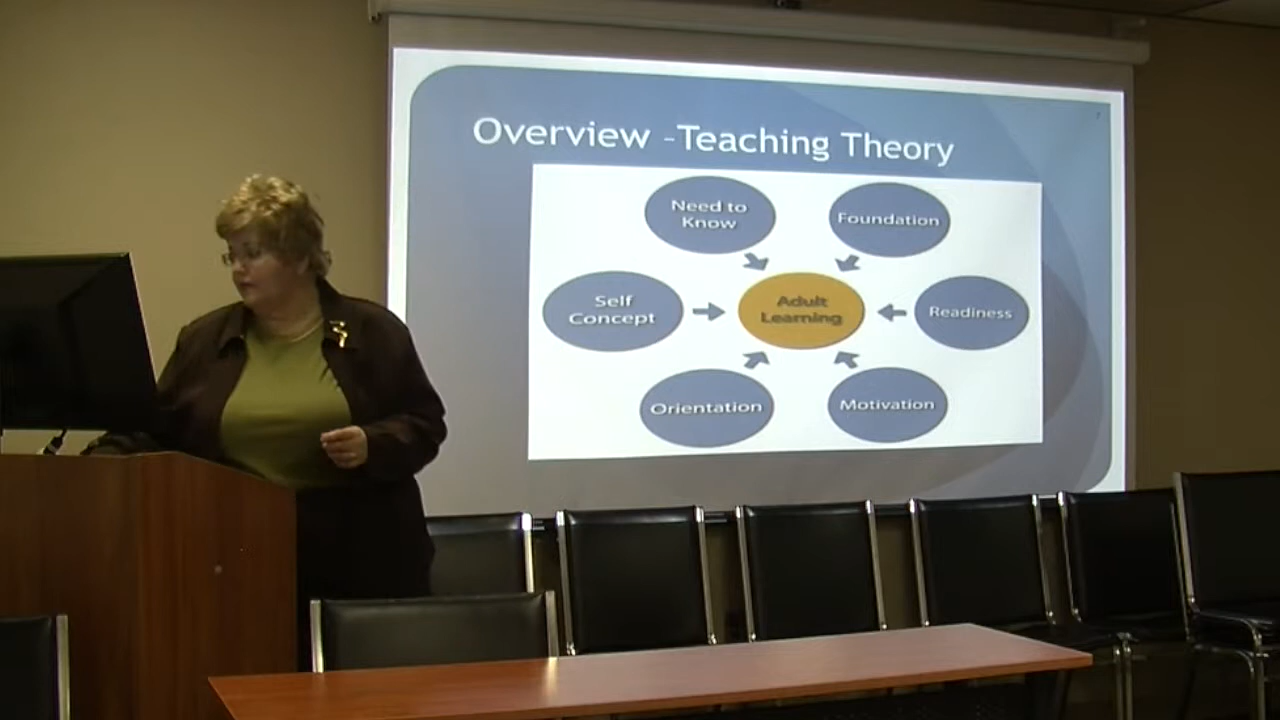 Overview -Teaching Theory
Need to
Know
Foundation
Self
Concept
Adult
Learning
Readiness
Orientation
Motivation